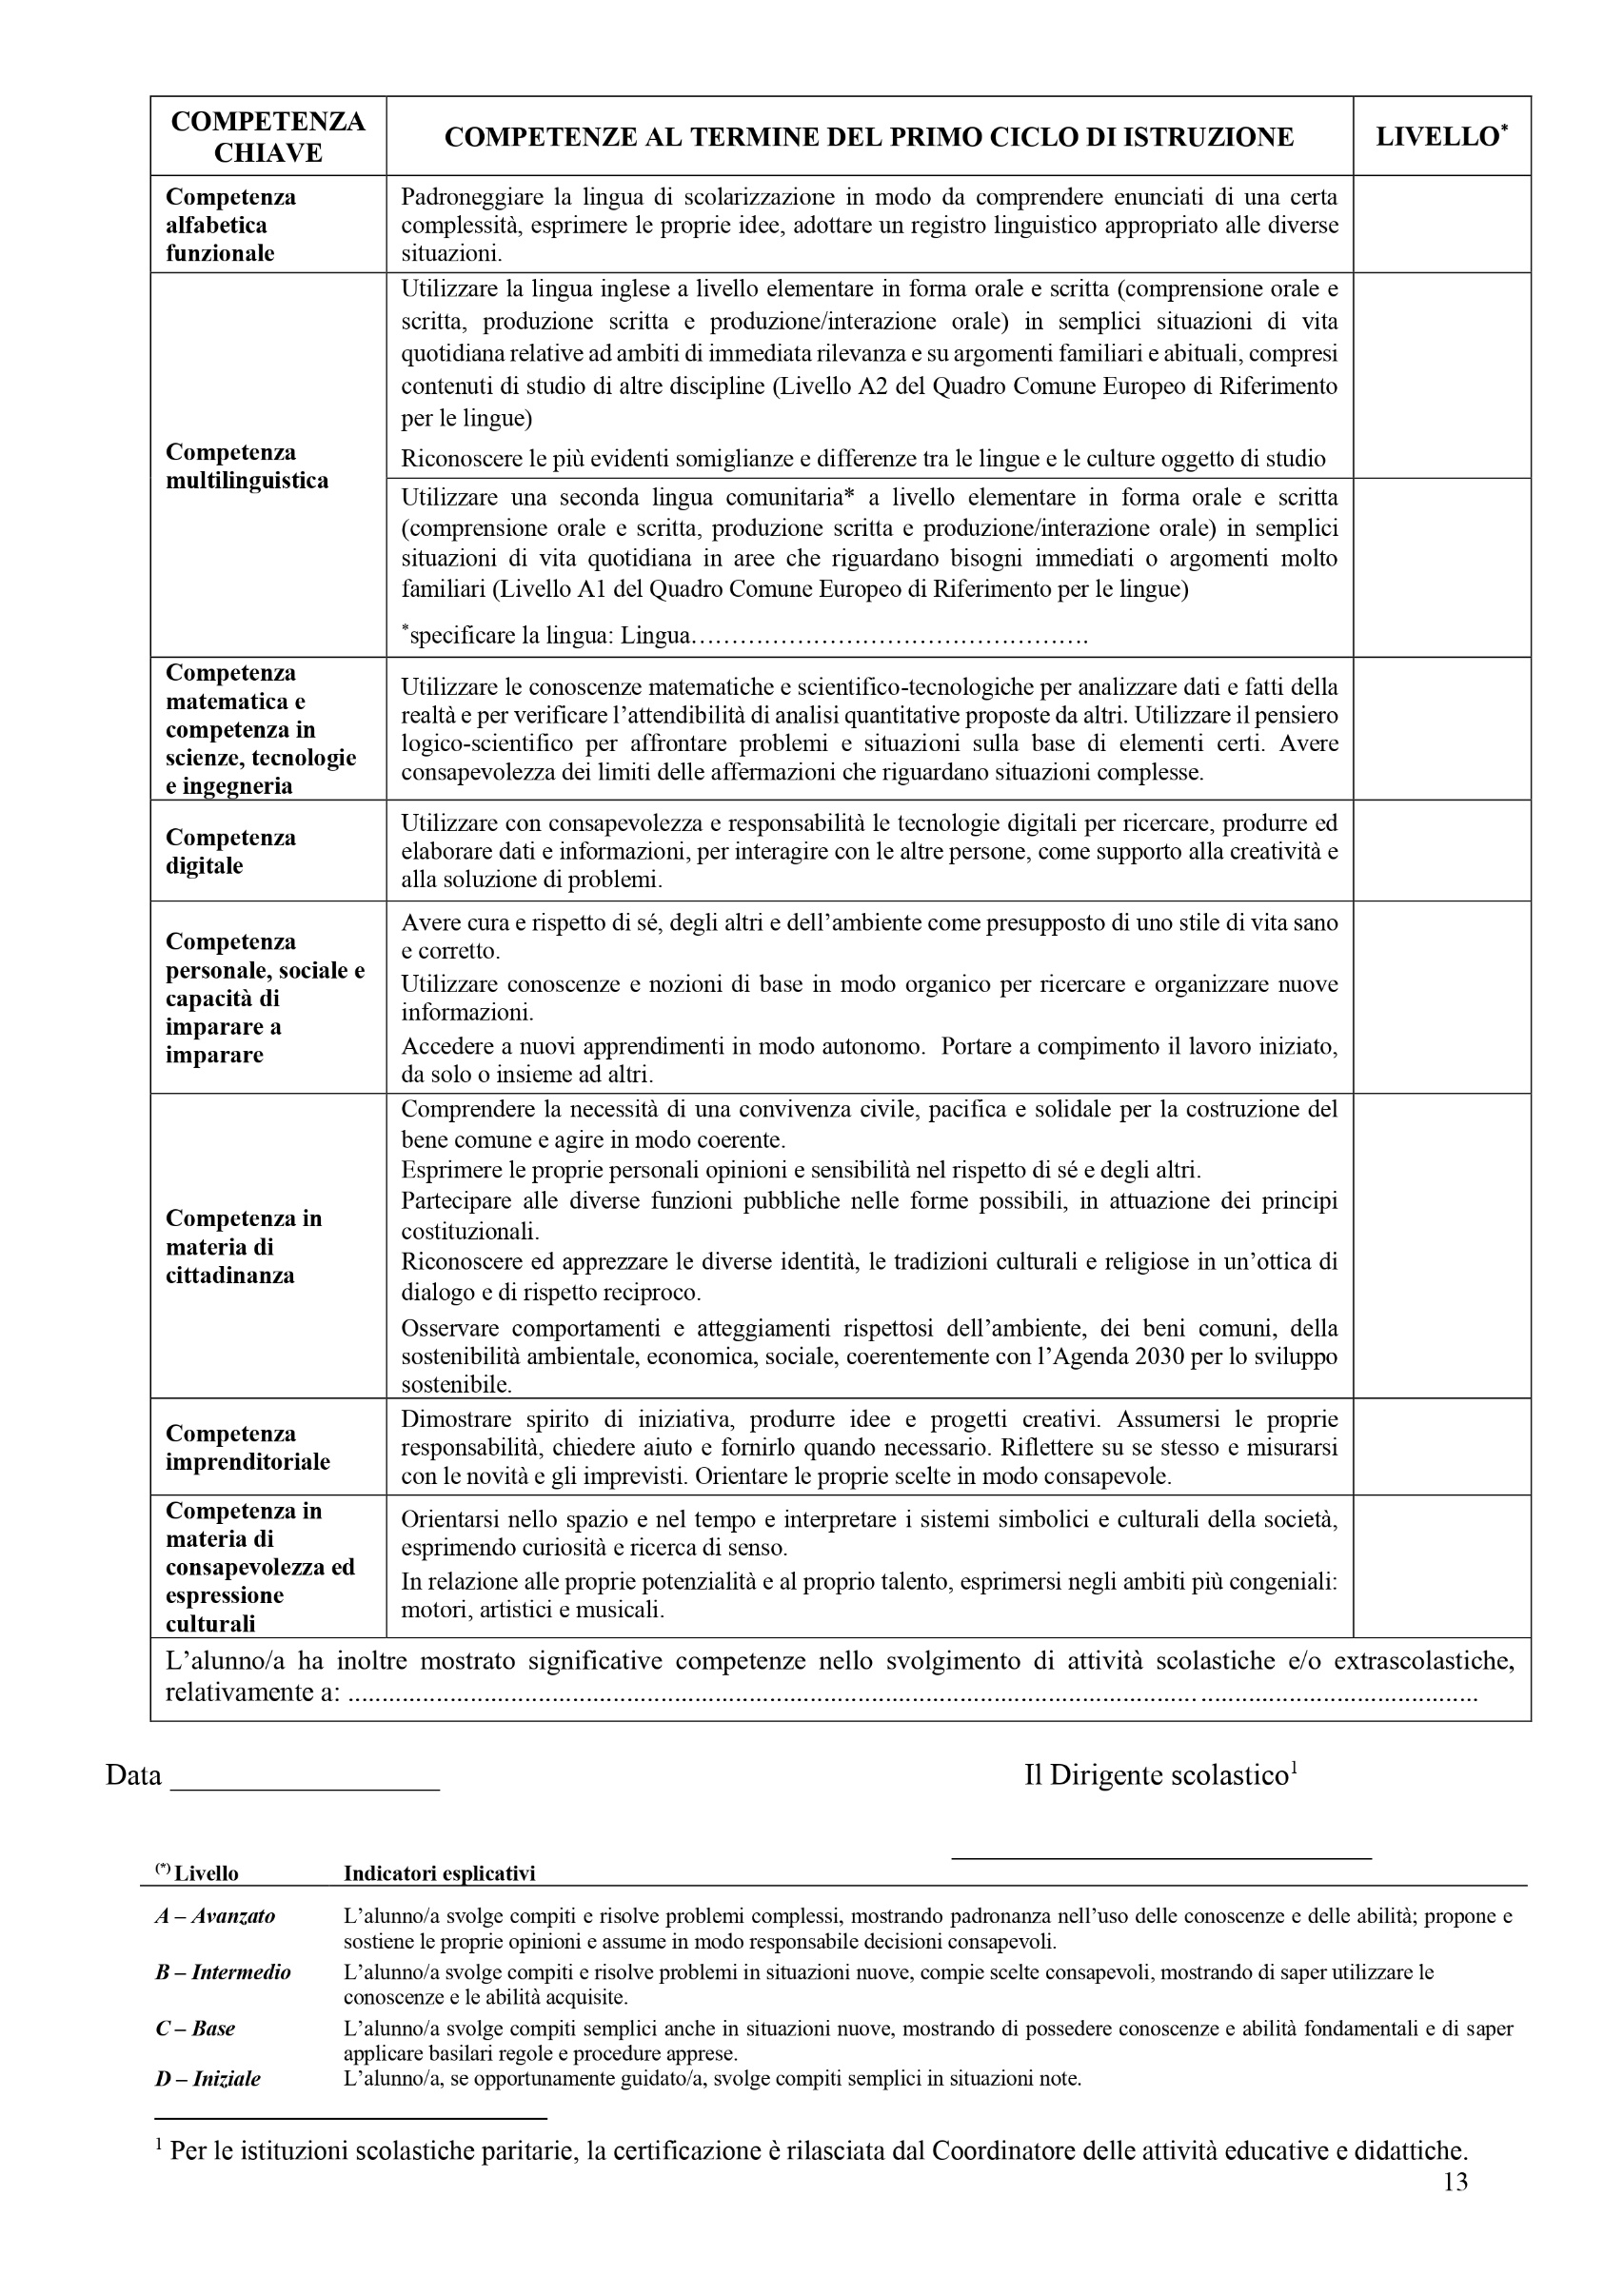 COMPETENZA
CHIAVE
COMPETENZE AL TERMINE DEL PRIMO CICLO DI ISTRUZIONE
LIVELLO*
Competenza
alfabetica
funzionale
Padroneggiare la lingua di scolarizzazione in modo da comprendere enunciati di una certa
complessità, esprimere le proprie idee, adottare un registro linguistico appropriato alle diverse
situazioni.
Competenza
multilinguistica
Utilizzare la lingua inglese a livello elementare in forma orale e scritta (comprensione orale e
scritta, produzione scritta e produzione/interazione orale) in semplici situazioni di vita
quotidiana relative ad ambiti di immediata rilevanza e su argomenti familiari e abituali, compresi
contenuti di studio di altre discipline (Livello A2 del Quadro Comune Europeo di Riferimento
per le lingue)
Riconoscere le più evidenti somiglianze e differenze tra le lingue e le culture oggetto di studio
Utilizzare una seconda lingua comunitaria* a livello elementare in forma orale e scritta
(comprensione orale e scritta, produzione scritta e produzione/interazione orale) in semplici
situazioni di vita quotidiana in aree che riguardano bisogni immediati o argomenti molto
familiari (Livello A1 del Quadro Comune Europeo di Riferimento per le lingue)
*specificare la lingua: Lingua………………………………………….
Competenza
matematica e
competenza in
scienze, tecnologie
e ingegneria
Utilizzare le conoscenze matematiche e scientifico-tecnologiche per analizzare dati e fatti della
realtà e per verificare l’attendibilità di analisi quantitative proposte da altri. Utilizzare il pensiero
logico-scientifico per affrontare problemi e situazioni sulla base di elementi certi. Avere
consapevolezza dei limiti delle affermazioni che riguardano situazioni complesse.
Competenza
digitale
Utilizzare con consapevolezza e responsabilità le tecnologie digitali per ricercare, produrre ed
elaborare dati e informazioni, per interagire con le altre persone, come supporto alla creatività e
alla soluzione di problemi.
Competenza
personale, sociale e
capacità di
imparare a
imparare
Avere cura e rispetto di sé, degli altri e dell’ambiente come presupposto di uno stile di vita sano
e corretto.
Utilizzare conoscenze e nozioni di base in modo organico per ricercare e organizzare nuove
informazioni.
Accedere a nuovi apprendimenti in modo autonomo.  Portare a compimento il lavoro iniziato,
da solo o insieme ad altri.
Competenza in
materia di
cittadinanza
Comprendere la necessità di una convivenza civile, pacifica e solidale per la costruzione del
bene comune e agire in modo coerente.
Esprimere le proprie personali opinioni e sensibilità nel rispetto di sé e degli altri.
Partecipare alle diverse funzioni pubbliche nelle forme possibili, in attuazione dei principi
costituzionali.
Riconoscere ed apprezzare le diverse identità, le tradizioni culturali e religiose in un’ottica di
dialogo e di rispetto reciproco.
Osservare comportamenti e atteggiamenti rispettosi dell’ambiente, dei beni comuni, della
sostenibilità ambientale, economica, sociale, coerentemente con l’Agenda 2030 per lo sviluppo
sostenibile.
Competenza
imprenditoriale
Dimostrare spirito di iniziativa, produrre idee e progetti creativi. Assumersi le proprie
responsabilità, chiedere aiuto e fornirlo quando necessario. Riflettere su se stesso e misurarsi
con le novità e gli imprevisti. Orientare le proprie scelte in modo consapevole.
Competenza in
materia di
consapevolezza ed
espressione
culturali
Orientarsi nello spazio e nel tempo e interpretare i sistemi simbolici e culturali della società,
esprimendo curiosità e ricerca di senso.
In relazione alle proprie potenzialità e al proprio talento, esprimersi negli ambiti più congeniali:
motori, artistici e musicali.
L’alunno/a ha inoltre mostrato significative competenze nello svolgimento di attività scolastiche e/o extrascolastiche,
relativamente a: ......................................................................................................................................................................
Data __________________
Il Dirigente scolastico1
(*) Livello Indicatori esplicativi
A – Avanzato L’alunno/a svolge compiti e risolve problemi complessi, mostrando padronanza nell’uso delle conoscenze e delle abilità; propone e
sostiene le proprie opinioni e assume in modo responsabile decisioni consapevoli.
B – Intermedio L’alunno/a svolge compiti e risolve problemi in situazioni nuove, compie scelte consapevoli, mostrando di saper utilizzare le
conoscenze e le abilità acquisite.
C – Base L’alunno/a svolge compiti semplici anche in situazioni nuove, mostrando di possedere conoscenze e abilità fondamentali e di saper
applicare basilari regole e procedure apprese.
D – Iniziale L’alunno/a, se opportunamente guidato/a, svolge compiti semplici in situazioni note.
1 Per le istituzioni scolastiche paritarie, la certificazione è rilasciata dal Coordinatore delle attività educative e didattiche.
13